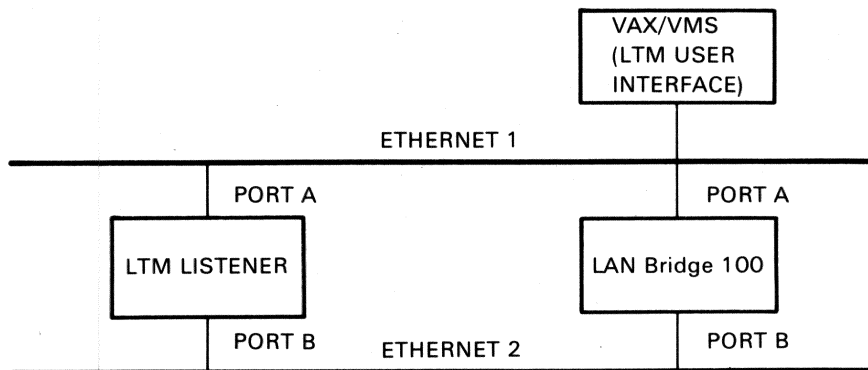 VAX/VMS
(LTM USER
INTERFACE)
ETHERNET 1
PORT A
PORT A
LTM LISTENER
LAN Bridge 100
PORT B
ETHERNET 2
PORT B